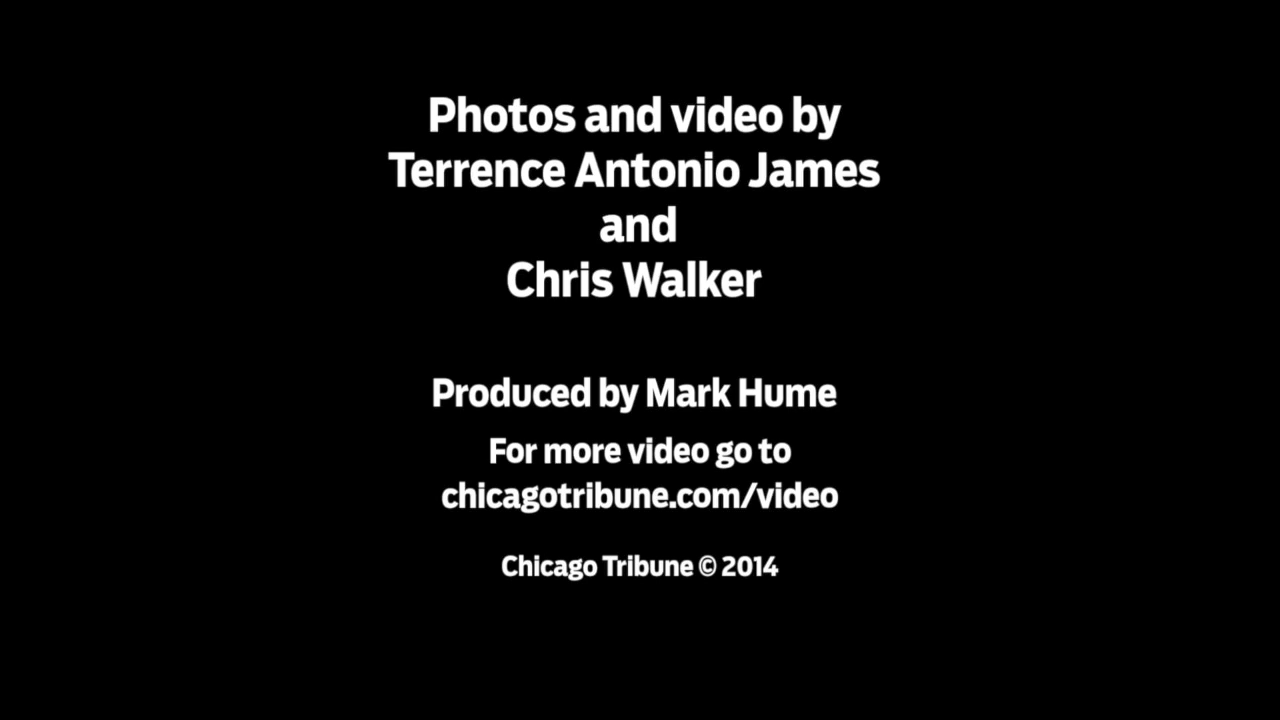 Photos and video by
Terrence Antonio James
and
Chris Walker
Produced by Mark Hume
For more video go to
chicagotribune.com/video
Chicago Tribune © 2014